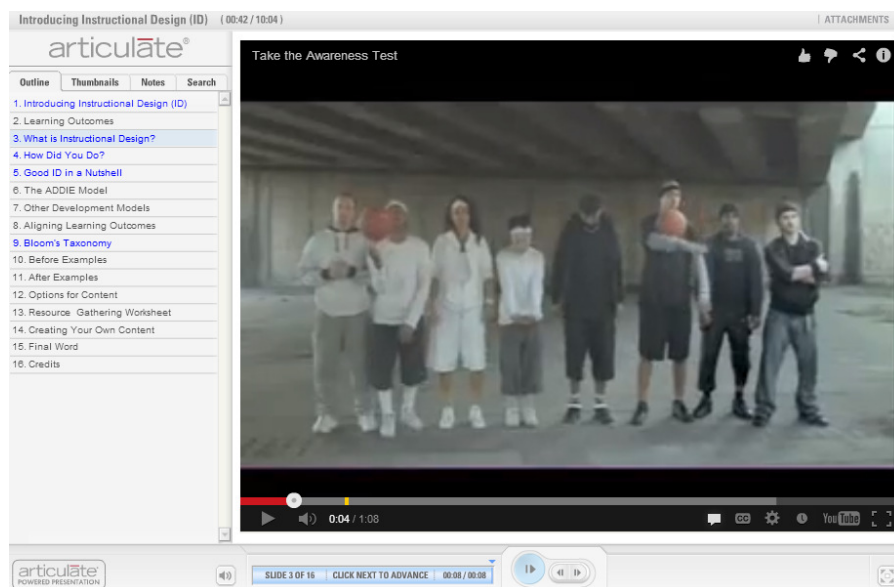 Introducing Instructional Design (ID) (00:42 / 10:04)
ATTACHMENTS
articulāte®
Outline Thumbnails Notes Search
1. Introducing Instructional Design (ID)
2. Learning Outcomes
3. What is Instructional Design?
4. How Did You Do?
5. Good ID in a Nutshell
6. The ADDIE Model
7. Other Development Models
8. Aligning Learning Outcomes
9. Bloom's Taxonomy
10. Before Examples
11. After Examples
12. Options for Content
13. Resource Gathering Worksheet
14. Creating Your Own Content
15. Final Word
16. Credits
Take the Awareness Test
0:04 / 1:08
CC
YouTube
articulāte®
POWERED PRESENTATION
SLIDE 3 OF 16 CLICK NEXT TO ADVANCE 00:08 / 00:08